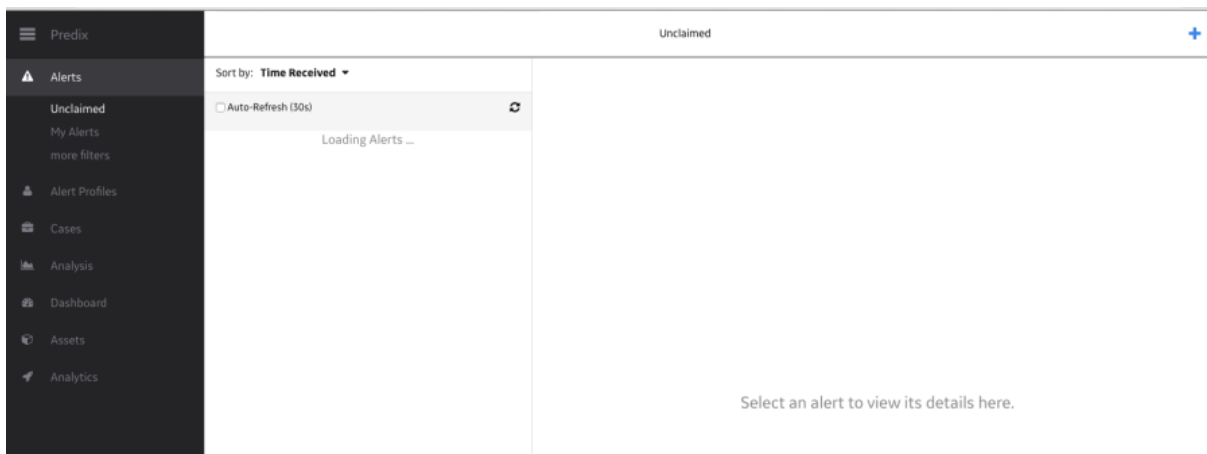 Predix
Unclaimed
Alerts
Unclaimed
My Alerts
more filters
Alert Profiles
Cases
Analysis
Dashboard
Assets
Analytics
Sort by: Time Received
Auto-Refresh (30s)
Loading Alerts ...
Select an alert to view its details here.